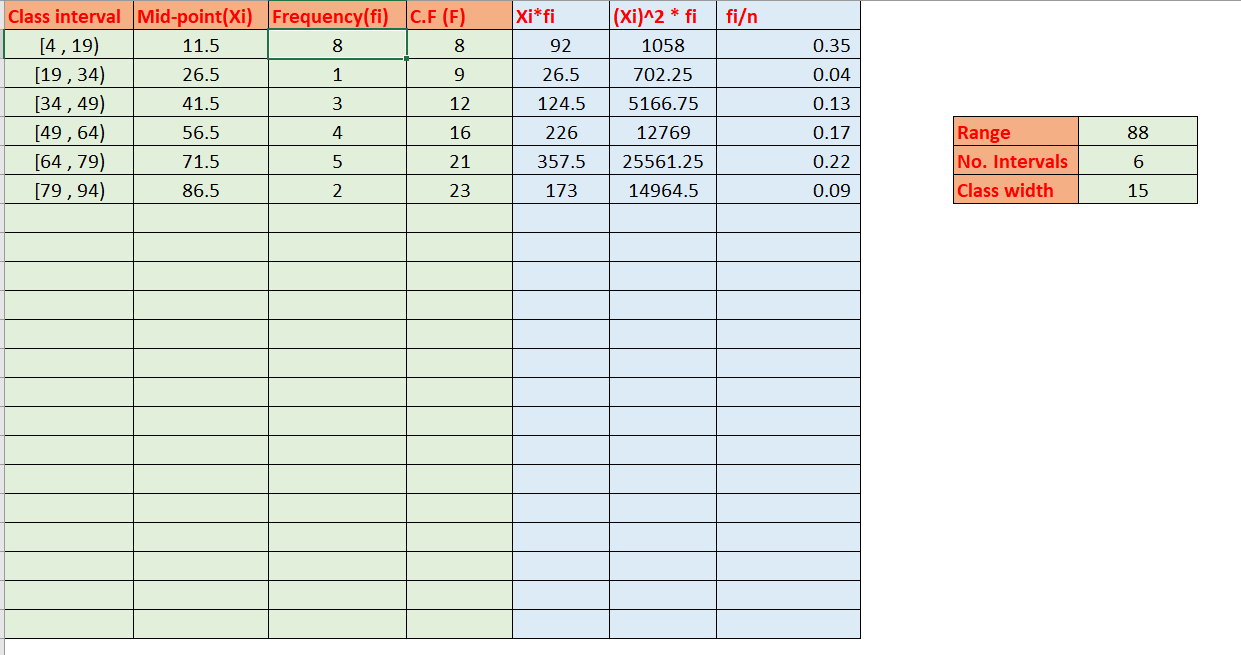 Class interval Mid-point(Xi) Frequency(fi) C.F (F) Xi*fi (Xi)^2 * fi fi/n
[4 , 19) 11.5 8 8 92 1058 0.35
[19 , 34) 26.5 1 9 26.5 702.25 0.04
[34 , 49) 41.5 3 12 124.5 5166.75 0.13
[49 , 64) 56.5 4 16 226 12769 0.17
[64 , 79) 71.5 5 21 357.5 25561.25 0.22
[79 , 94) 86.5 2 23 173 14964.5 0.09
Range 88
No. Intervals 6
Class width 15